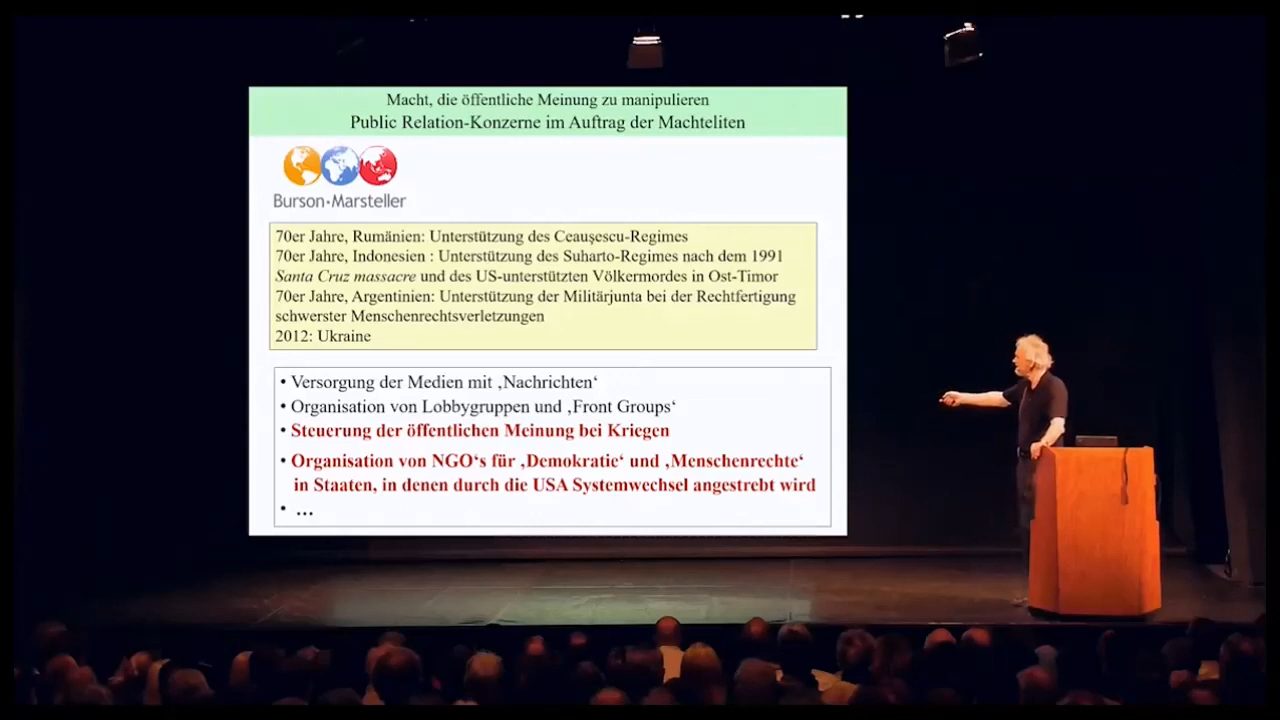 Macht, die öffentliche Meinung zu manipulieren
Public Relation-Konzerne im Auftrag der Machteliten
Burson•Marsteller
70er Jahre, Rumänien: Unterstützung des Ceauşescu-Regimes
70er Jahre, Indonesien : Unterstützung des Suharto-Regimes nach dem 1991
Santa Cruz massacre und des US-unterstützten Völkermordes in Ost-Timor
70er Jahre, Argentinien: Unterstützung der Militärjunta bei der Rechtfertigung
schwerster Menschenrechtsverletzungen
2012: Ukraine
• Versorgung der Medien mit ‚Nachrichten‘
• Organisation von Lobbygruppen und ‚Front Groups‘
• Steuerung der öffentlichen Meinung bei Kriegen
• Organisation von NGO‘s für ‚Demokratie‘ und ‚Menschenrechte‘
in Staaten, in denen durch die USA Systemwechsel angestrebt wird
• ...